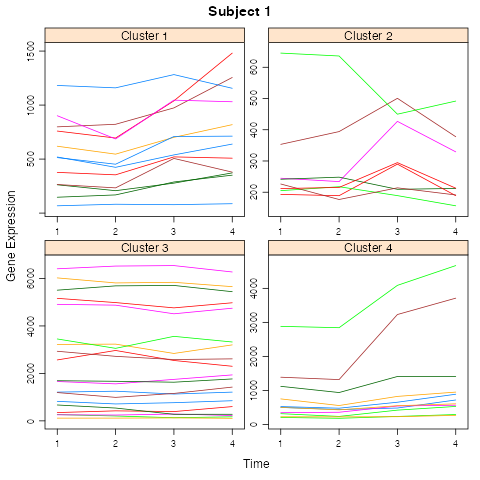 Subject 1
Cluster 1
Cluster 2
1500
1000
500
600
500
400
300
200
1 2 3 4
1 2 3 4
Gene Expression
Cluster 3
Cluster 4
6000
4000
2000
0
4000
3000
2000
1000
0
1 2 3 4
1 2 3 4
Time